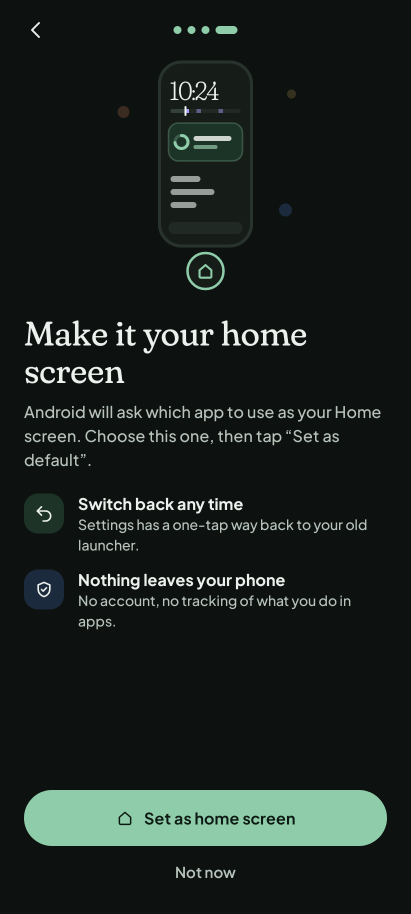 10:24
Make it your home
screen
Android will ask which app to use as your Home
screen. Choose this one, then tap “Set as
default”.
Switch back any time
Settings has a one-tap way back to your old
launcher.
Nothing leaves your phone
No account, no tracking of what you do in
apps.
Set as home screen
Not now